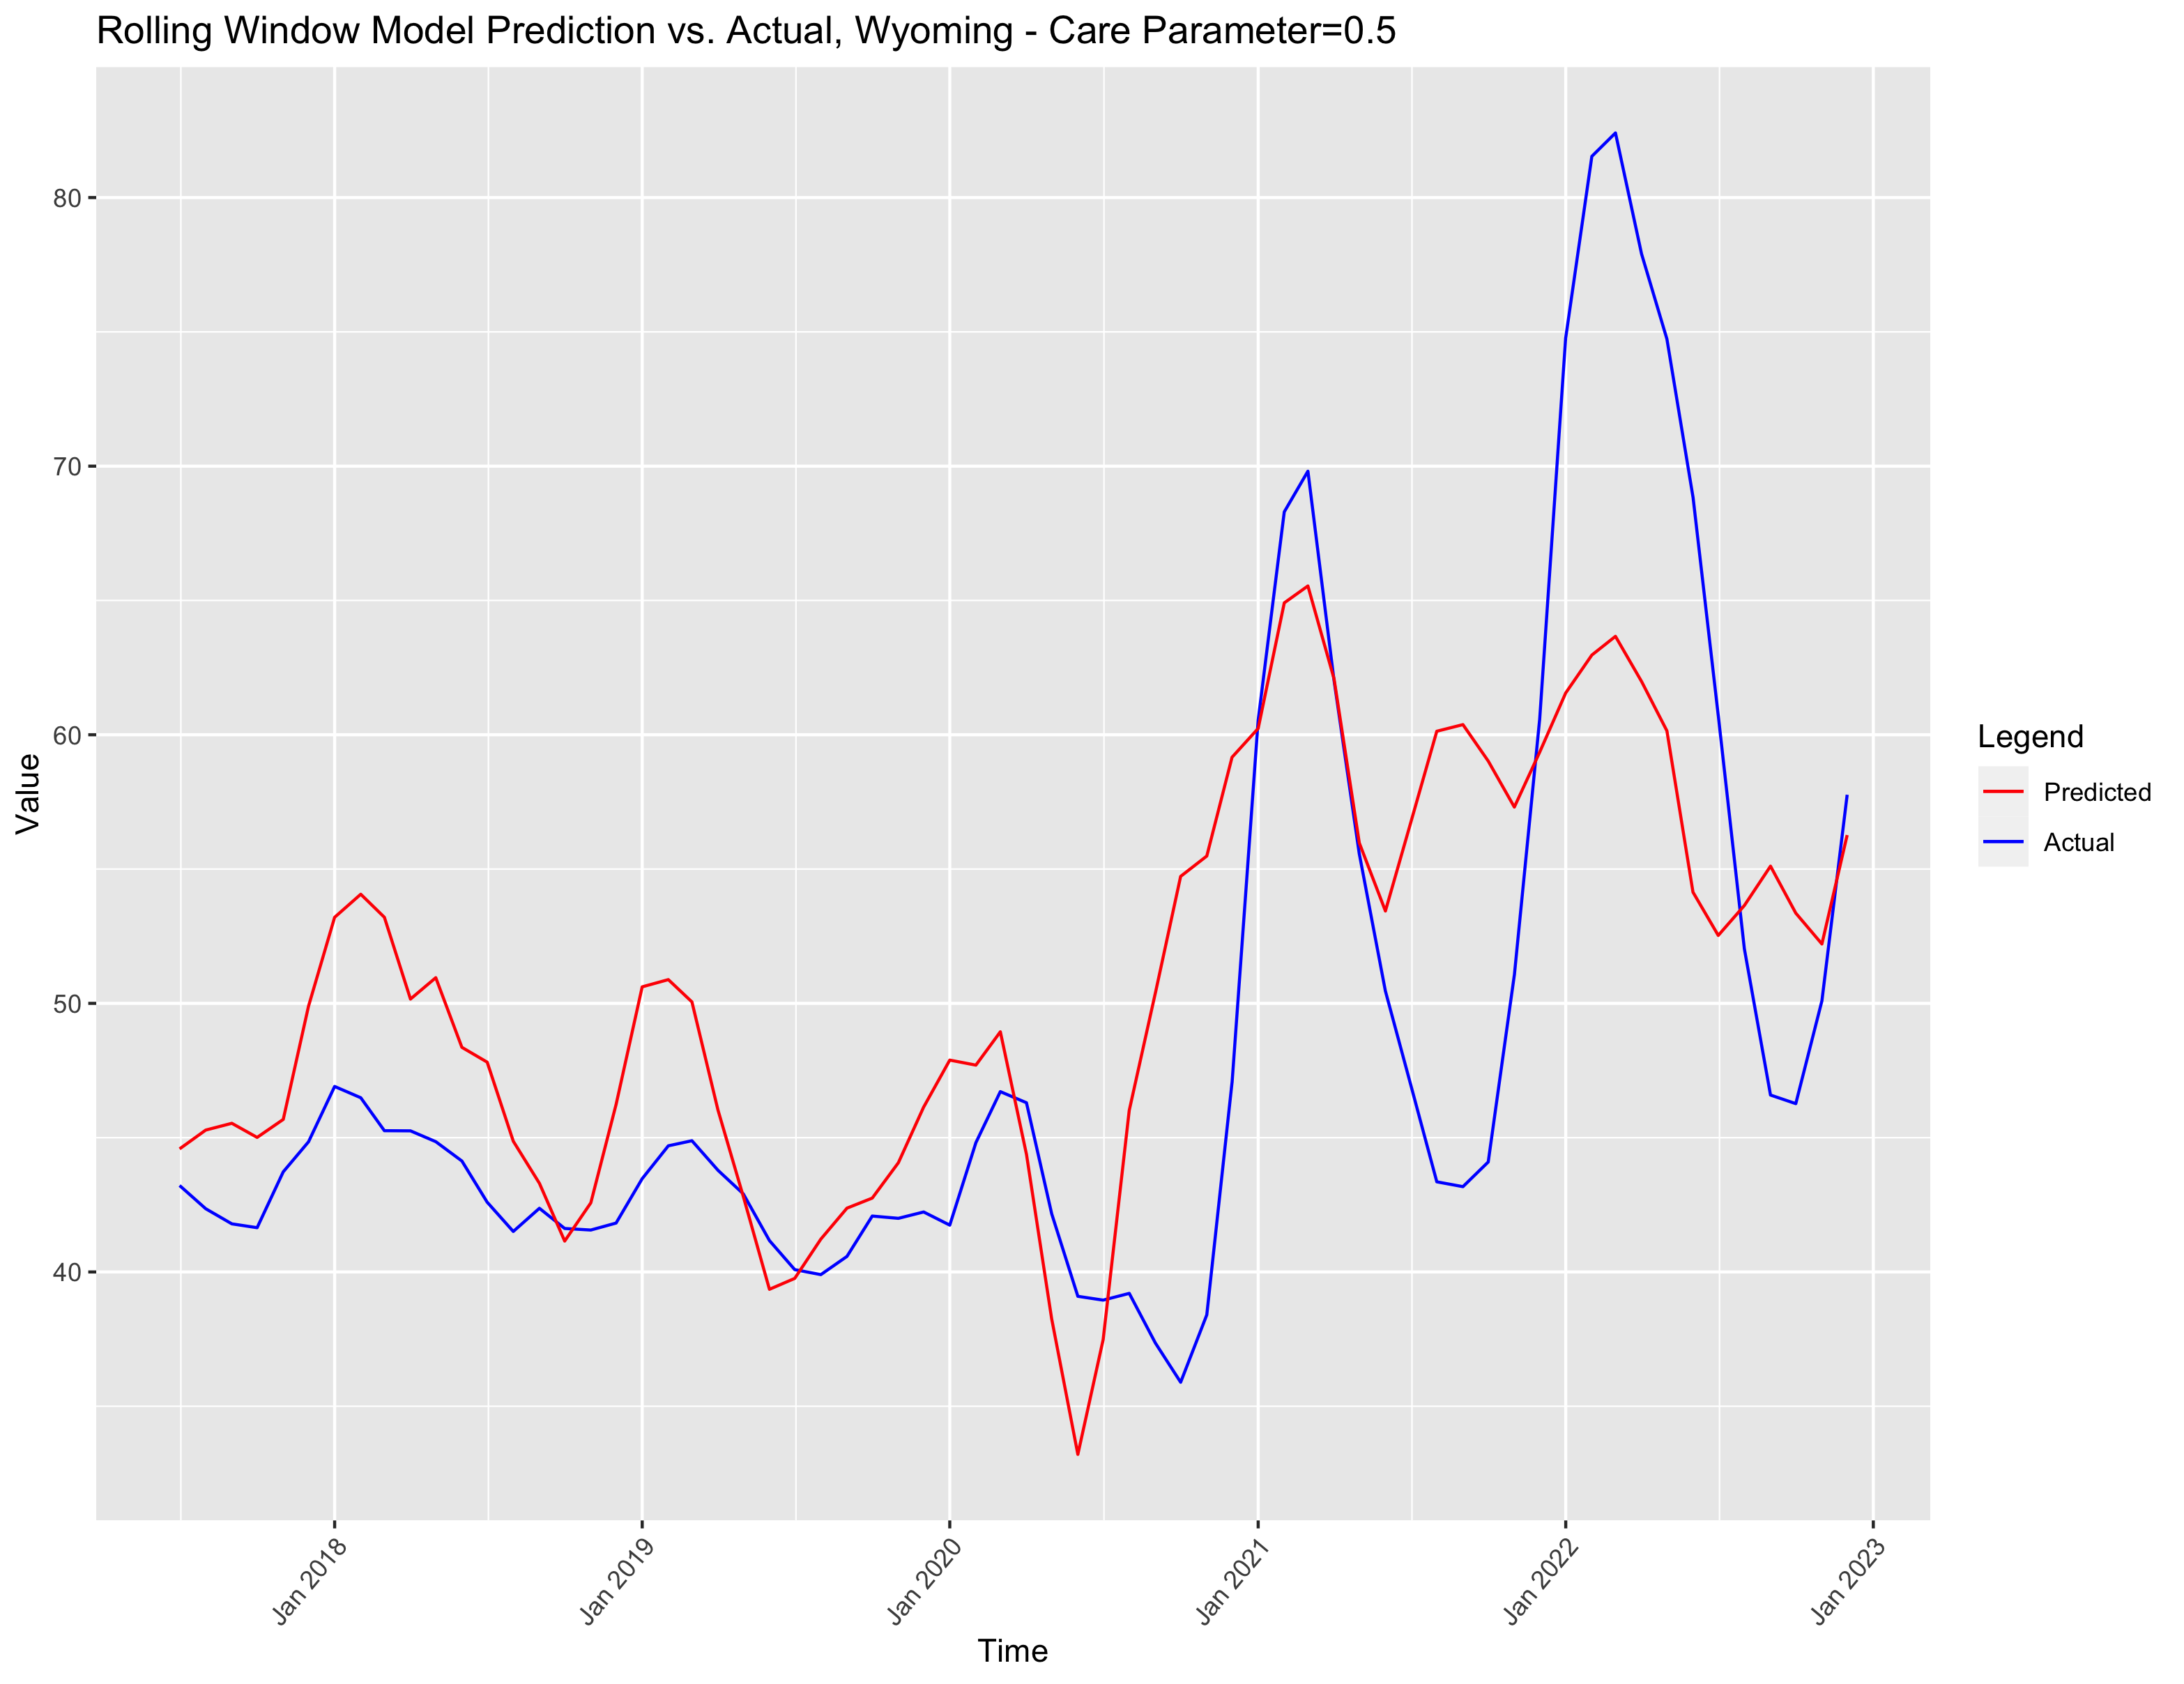 Rolling Window Model Prediction vs. Actual, Wyoming - Care Parameter=0.5
Value
80
70
60
50
40
Jan 2018
Jan 2019
Jan 2020
Jan 2021
Jan 2022
Jan 2023
Time
Legend
Predicted
Actual